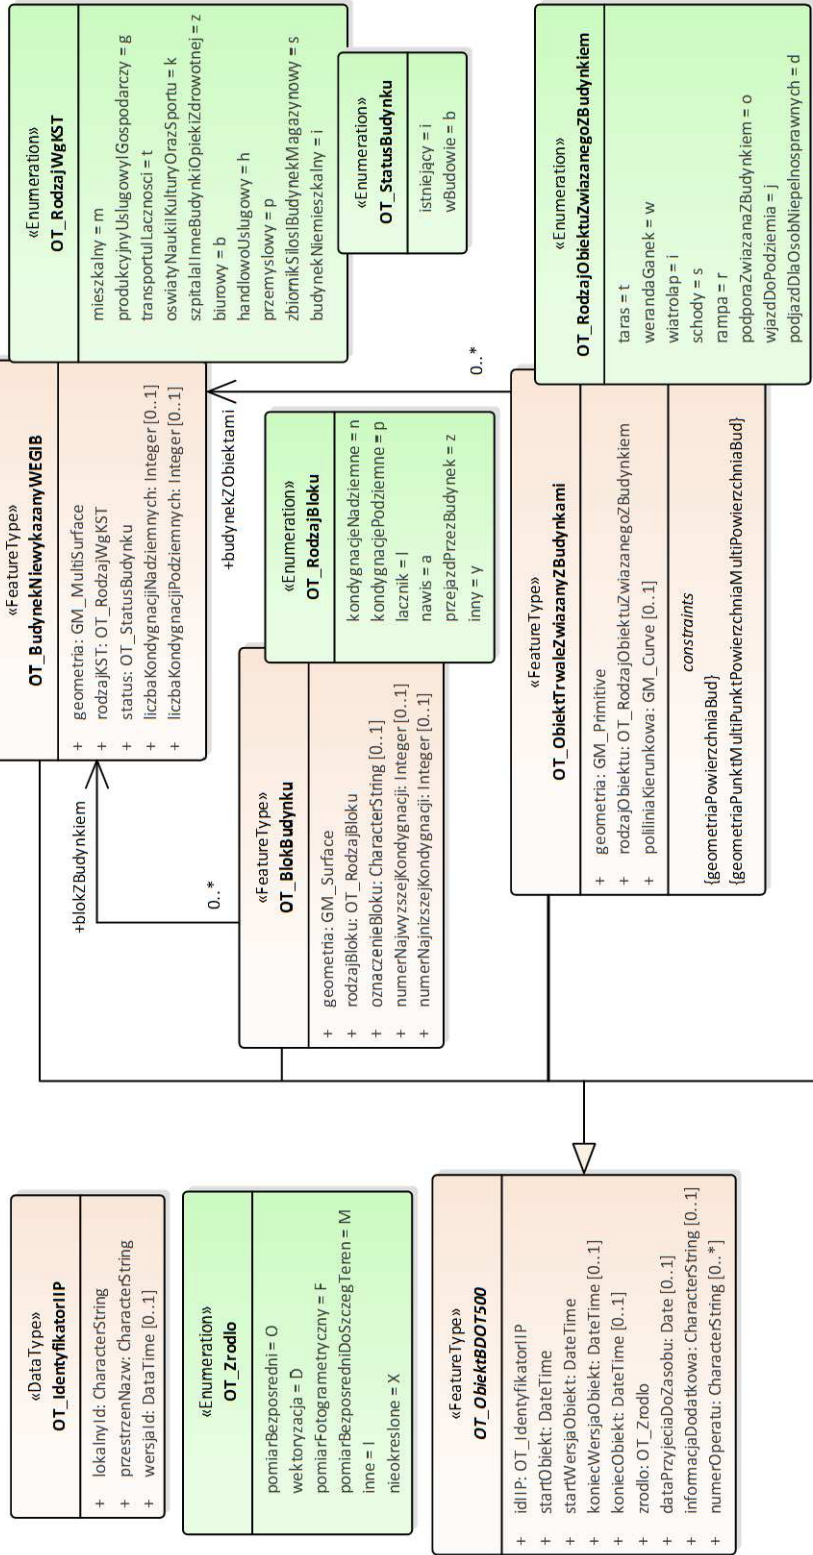 «DataType»
OT_IdentyfikatorIIP
+ lokalnyId: CharacterString
+ przestrzenNazw: CharacterString
+ wersjaId: DataTime [0..1]
«Enumeration»
OT_Zrodlo
pomiarBezposredni = O
wektoryzacja = D
pomiarFotogrametryczny = F
pomiarBezposredniDoSzczegTeren = M
inne = I
nieokreslone = X
«FeatureType»
OT_ObiektBDOT500
+ idIIP: OT_IdentyfikatorIIP
+ startObiekt: DateTime
+ startWersjaObiekt: DateTime
+ koniecWersjaObiekt: DateTime [0..1]
+ koniecObiekt: DateTime [0..1]
+ zrodlo: OT_Zrodlo
+ dataPrzyjeciaDoZasobu: Date [0..1]
+ informacjaDodatkowa: CharacterString [0..1]
+ numerOperatu: CharacterString [0..*]
«FeatureType»
OT_BudynekNiewykazanyWEGIB
+ geometria: GM_MultiSurface
+ rodzajKST: OT_RodzajWgKST
+ status: OT_StatusBudynku
+ liczbaKondygnacjiNadziemnych: Integer [0..1]
+ liczbaKondygnacjiPodziemnych: Integer [0..1]
+blokZBudynkiem
0..*
«FeatureType»
OT_BlokBudynku
+ geometria: GM_Surface
+ rodzajBloku: OT_RodzajBloku
+ oznaczenieBloku: CharacterString [0..1]
+ numerNajwyzszejKondygnacji: Integer [0..1]
+ numerNajnizszejKondygnacji: Integer [0..1]
+budynekZObiektami
0..*
«FeatureType»
OT_ObiektTrwaleZwiazanyZBudynkami
+ geometria: GM_Primitive
+ rodzajObiektu: OT_RodzajObiektuZwiazanegoZBudynkiem
+ poliliniaKierunkowa: GM_Curve [0..1]
constraints
{geometriaPowierzchniaBud}
{geometriaPunktMultiPunktPowierzchniaMultiPowierzchniaBud}
«Enumeration»
OT_RodzajWgKST
mieszkalny = m
produkcyjnyUslugowyIGospodarczy = g
transportuILacznosci = t
oswiatyNaukiIKulturyOrazSportu = k
szpitalaIInneBudynkiOpiekiZdrowotnej = z
biurowy = b
handlowoUslugowy = h
przemyslowy = p
zbiornikSilosIBudynekMagazynowy = s
budynekNiemieszkalny = i
«Enumeration»
OT_StatusBudynku
istniejący = i
wBudowie = b
«Enumeration»
OT_RodzajBloku
kondygnacjeNadziemne = n
kondygnacjePodziemne = p
lacznik = l
nawis = a
przejazdPrzezBudynek = z
inny = y
«Enumeration»
OT_RodzajObiektuZwiazanegoZBudynkiem
taras = t
werandaGanek = w
wiatrolap = i
schody = s
rampa = r
podporaZwiazanaZBudynkiem = o
wjazdDoPodziemia = j
podjazdDlaOsobNiepelnosprawnych = d